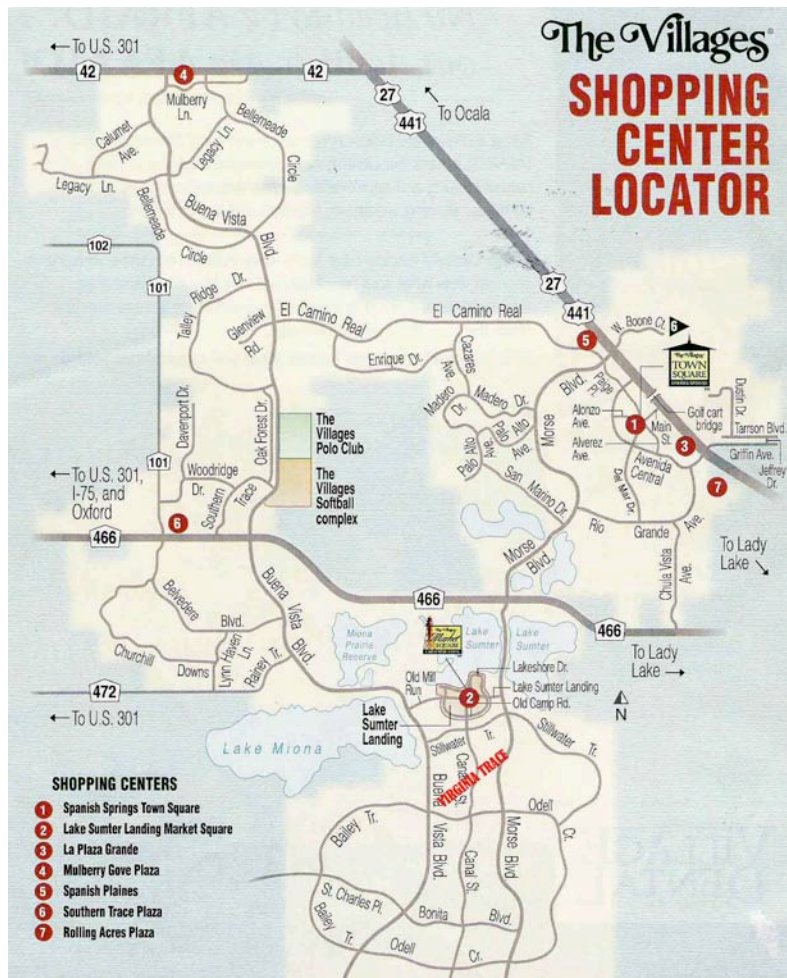 The Villages®
SHOPPING
CENTER
LOCATOR
←To U.S. 301
42
4
42
Mulberry
Ln.
Bellemeade
Circle
Calumet
Ave.
Legacy Ln.
Legacy Ln.
27
441
To Ocala
Bellemeade
Circle
Buena Vista
Blvd.
102
101
101
Talley
Ridge Dr.
Glenview
Rd.
El Camino Real
El Camino Real
27
441
W. Boone Ct.
6
5
Enrique Dr.
Cazares
Ave.
Madero
Dr.
Madero Dr.
Palo Alto
Ave.
Palo
Alto
Ave.
San Marino Dr.
Morse
Blvd.
Page Pl.
The Villages
TOWN
SQUARE
Dustin Dr.
Golf cart
bridge
Tarrson Blvd.
Alonzo
Ave.
1
Main
St.
3
Griffin Ave.
Jeffrey
Dr.
Alverez
Ave.
Avenida
Central
Del Mar Dr.
7
Davenport Dr.
Oak Forest Dr.
The
Villages
Polo Club
The
Villages
Softball
complex
Woodridge
Dr.
Southern
Trace
←To U.S. 301,
I-75, and
Oxford
6
466
Rio
Grande
Ave.
Chula Vista
Ave.
To Lady
Lake
Morse
Blvd.
466
466
To Lady
Lake →
Belvedere
Blvd.
Buena Vista
Blvd.
Churchill
Downs
Lynn Haven
Ln.
Rainey Tr.
472
←To U.S. 301
Miona
Prairie
Reserve
Market
SQUARE
Lake
Sumter
Lake
Sumter
Lakeshore Dr.
Old Mill
Run
2
Lake Sumter Landing
Old Camp Rd.
Lake
Sumter
Landing
N
Lake Miona
Stillwater
Tr.
Stillwater
Tr.
Canal St.
VIRGINIA TRACE
Buena
Vista Blvd.
Morse Blvd.
Odell
Cr.
Bailey Tr.
Canal St.
St. Charles Pl.
Bonita
Blvd.
Bailey
Tr.
Odell
Cr.
SHOPPING CENTERS
1 Spanish Springs Town Square
2 Lake Sumter Landing Market Square
3 La Plaza Grande
4 Mulberry Gove Plaza
5 Spanish Plaines
6 Southern Trace Plaza
7 Rolling Acres Plaza